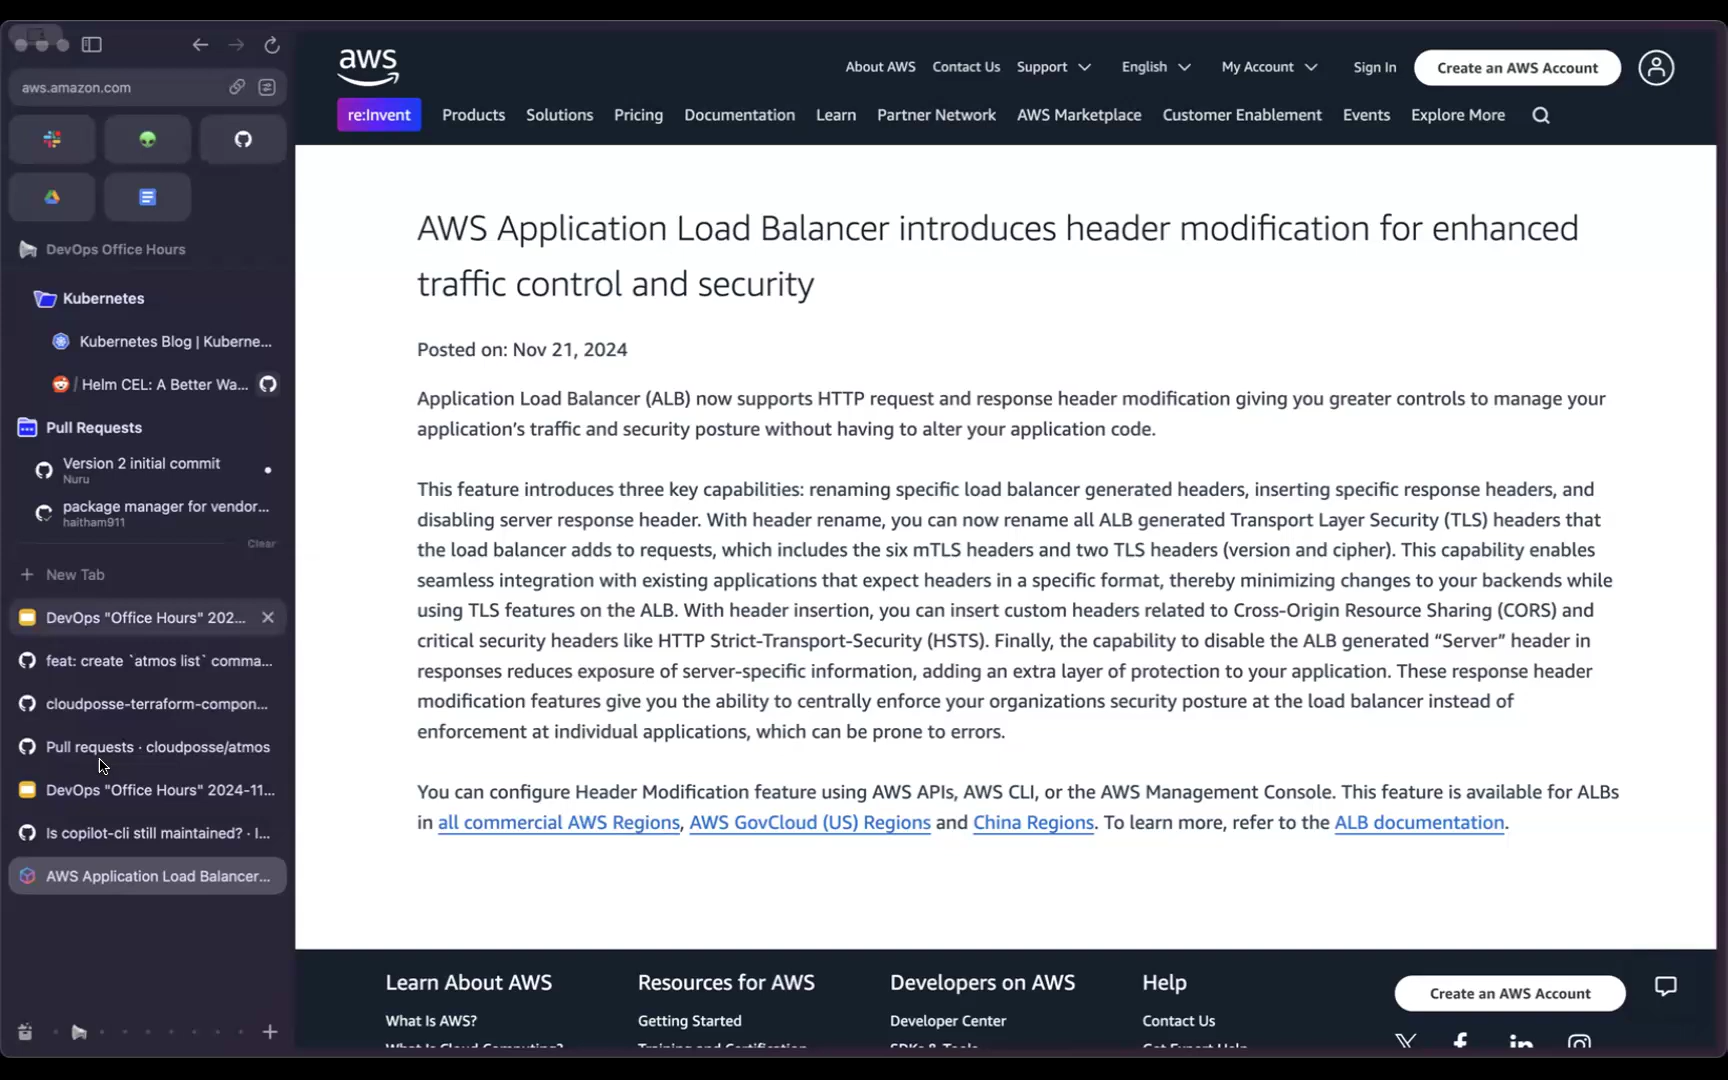 aws.amazon.com
DevOps Office Hours
Kubernetes
Kubernetes Blog | Kuberne...
/ Helm CEL: A Better Wa...
Pull Requests
Version 2 initial commit
Nuru
package manager for vendor...
haitham911
Clear
+ New Tab
DevOps "Office Hours" 202...
feat: create `atmos list` comma...
cloudposse-terraform-compon...
Pull requests · cloudposse/atmos
DevOps "Office Hours" 2024-11...
Is copilot-cli still maintained? · I...
AWS Application Load Balancer...
aws
About AWS Contact Us Support English My Account Sign In Create an AWS Account
re:Invent Products Solutions Pricing Documentation Learn Partner Network AWS Marketplace Customer Enablement Events Explore More
AWS Application Load Balancer introduces header modification for enhanced
traffic control and security
Posted on: Nov 21, 2024
Application Load Balancer (ALB) now supports HTTP request and response header modification giving you greater controls to manage your
application’s traffic and security posture without having to alter your application code.
This feature introduces three key capabilities: renaming specific load balancer generated headers, inserting specific response headers, and
disabling server response header. With header rename, you can now rename all ALB generated Transport Layer Security (TLS) headers that
the load balancer adds to requests, which includes the six mTLS headers and two TLS headers (version and cipher). This capability enables
seamless integration with existing applications that expect headers in a specific format, thereby minimizing changes to your backends while
using TLS features on the ALB. With header insertion, you can insert custom headers related to Cross-Origin Resource Sharing (CORS) and
critical security headers like HTTP Strict-Transport-Security (HSTS). Finally, the capability to disable the ALB generated “Server” header in
responses reduces exposure of server-specific information, adding an extra layer of protection to your application. These response header
modification features give you the ability to centrally enforce your organizations security posture at the load balancer instead of
enforcement at individual applications, which can be prone to errors.
You can configure Header Modification feature using AWS APIs, AWS CLI, or the AWS Management Console. This feature is available for ALBs
in all commercial AWS Regions, AWS GovCloud (US) Regions and China Regions. To learn more, refer to the ALB documentation.
Learn About AWS Resources for AWS Developers on AWS Help
Create an AWS Account
What Is AWS? Getting Started Developer Center Contact Us
What Is Cloud Computing? Training and Certification SDKs & Tools Get Expert Help